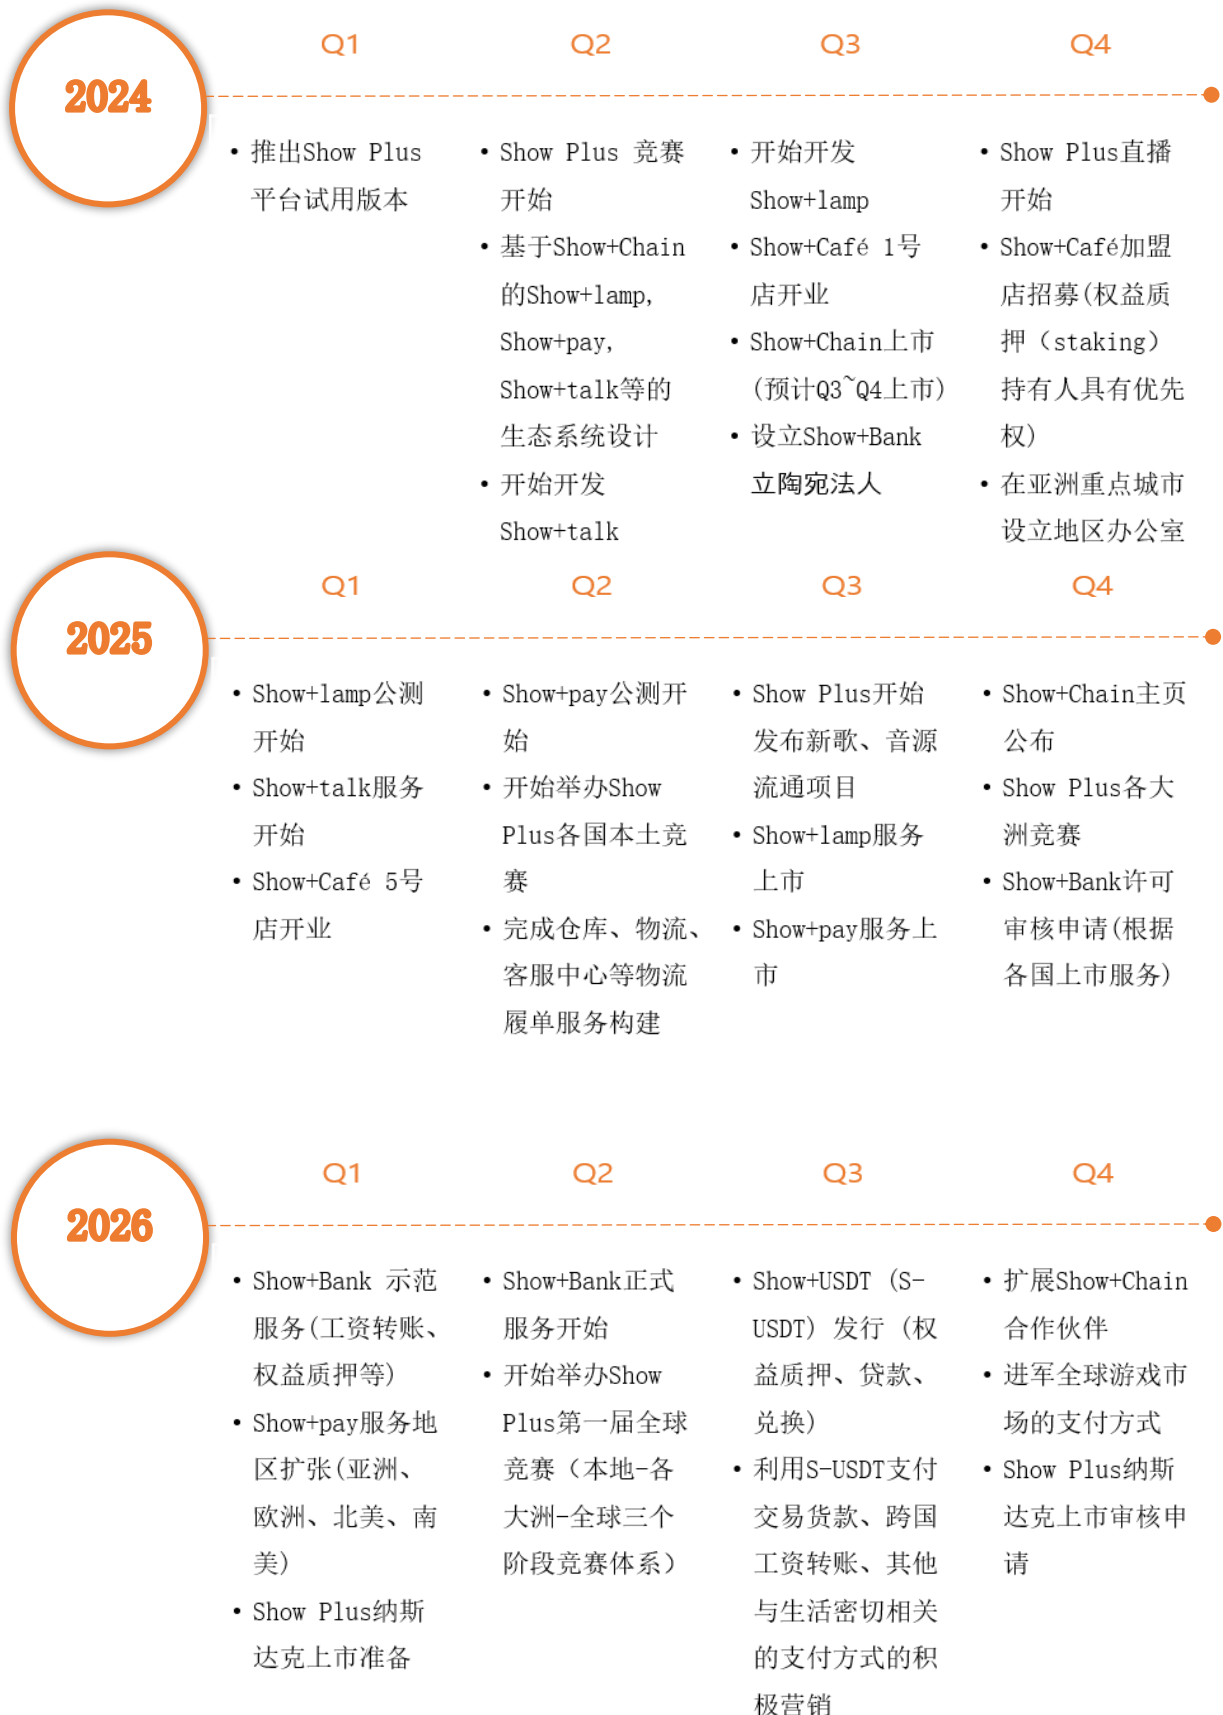 2024
Q1
Q2
Q3
Q4
• 推出Show Plus
平台试用版本
• Show Plus 竞赛
开始
• 基于Show+Chain
的Show+lamp,
Show+pay,
Show+talk等的
生态系统设计
• 开始开发
Show+talk
• 开始开发
Show+lamp
• Show+Café 1号
店开业
• Show+Chain上市
(预计Q3~Q4上市)
• 设立Show+Bank
立陶宛法人
• Show Plus直播
开始
• Show+Café加盟
店招募(权益质
押（staking）
持有人具有优先
权)
• 在亚洲重点城市
设立地区办公室
2025
Q1
Q2
Q3
Q4
• Show+lamp公测
开始
• Show+talk服务
开始
• Show+Café 5号
店开业
• Show+pay公测开
始
• 开始举办Show
Plus各国本土竞
赛
• 完成仓库、物流、
客服中心等物流
履单服务构建
• Show Plus开始
发布新歌、音源
流通项目
• Show+lamp服务
上市
• Show+pay服务上
市
• Show+Chain主页
公布
• Show Plus各大
洲竞赛
• Show+Bank许可
审核申请(根据
各国上市服务)
2026
Q1
Q2
Q3
Q4
• Show+Bank 示范
服务(工资转账、
权益质押等)
• Show+pay服务地
区扩张(亚洲、
欧洲、北美、南
美)
• Show Plus纳斯
达克上市准备
• Show+Bank正式
服务开始
• 开始举办Show
Plus第一届全球
竞赛（本地-各
大洲-全球三个
阶段竞赛体系）
• Show+USDT（S-
USDT）发行（权
益质押、贷款、
兑换)
• 利用S-USDT支付
交易货款、跨国
工资转账、其他
与生活密切相关
的支付方式的积
极营销
• 扩展Show+Chain
合作伙伴
• 进军全球游戏市
场的支付方式
• Show Plus纳斯
达克上市审核申
请